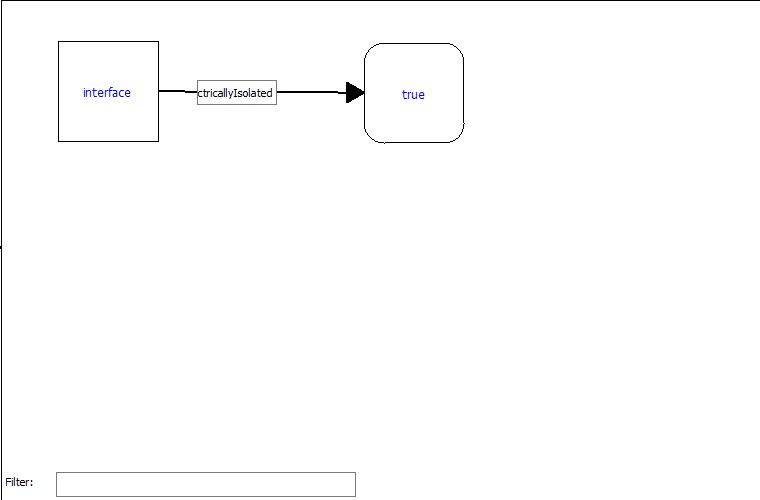 interface
ctricallyIsolated
true
Filter: